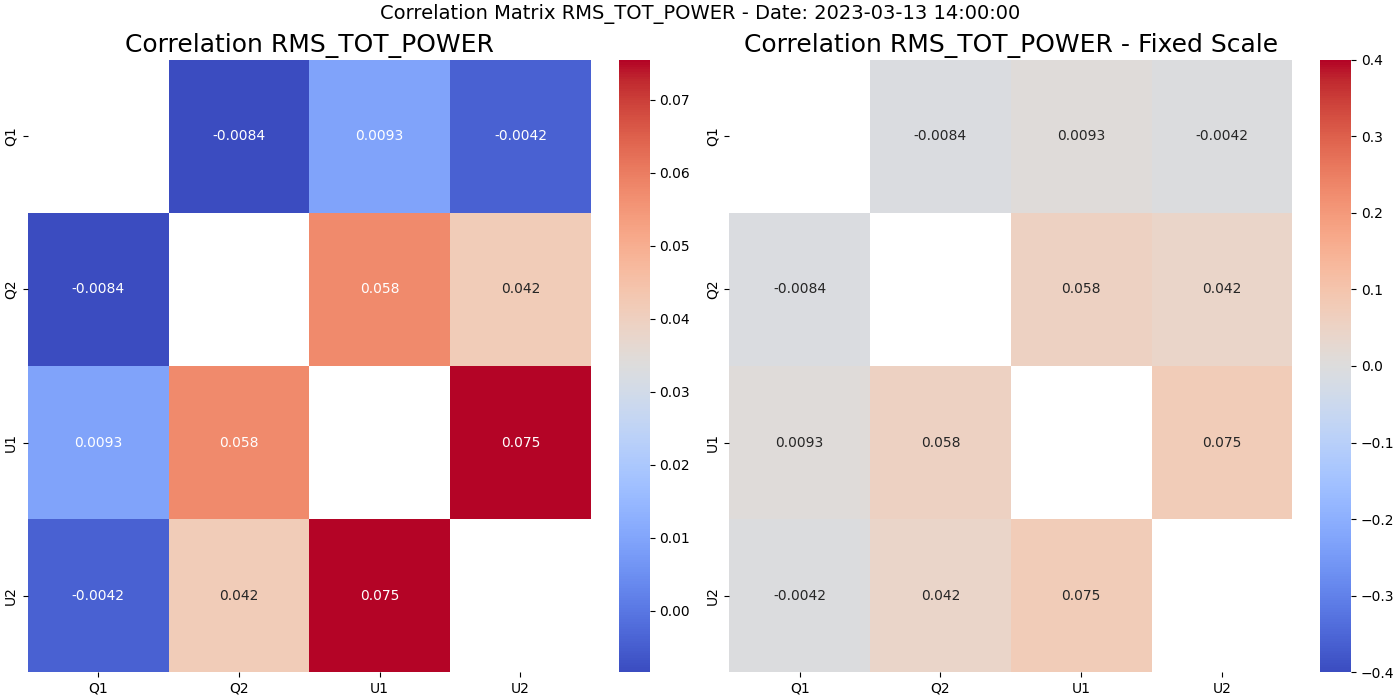 Correlation Matrix RMS_TOT_POWER - Date: 2023-03-13 14:00:00
Correlation RMS_TOT_POWER
Q1
-0.0084 0.0093 -0.0042
Q2
-0.0084 0.058 0.042
U1
0.0093 0.058 0.075
U2
-0.0042 0.042 0.075
Q1 Q2 U1 U2
0.07
0.06
0.05
0.04
0.03
0.02
0.01
0.00
Correlation RMS_TOT_POWER - Fixed Scale
Q1
-0.0084 0.0093 -0.0042
Q2
-0.0084 0.058 0.042
U1
0.0093 0.058 0.075
U2
-0.0042 0.042 0.075
Q1 Q2 U1 U2
0.4
0.3
0.2
0.1
0.0
−0.1
−0.2
−0.3
−0.4